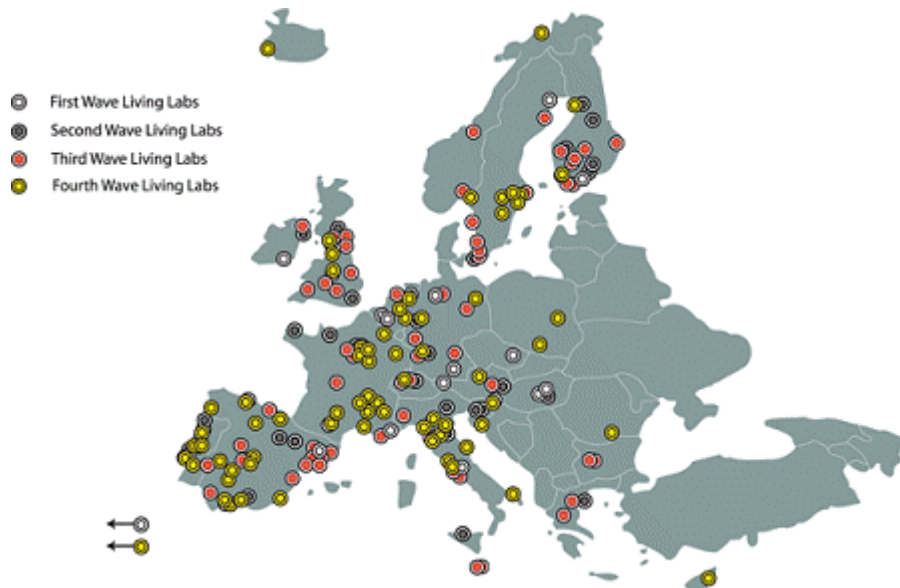 First Wave Living Labs
Second Wave Living Labs
Third Wave Living Labs
Fourth Wave Living Labs